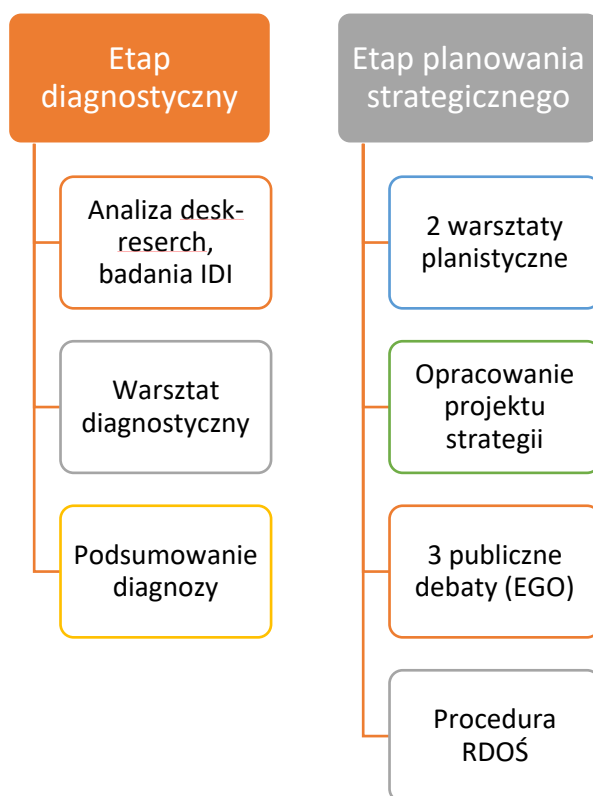 Etap
diagnostyczny
Analiza desk-
reserch,
badania IDI
Warsztat
diagnostyczny
Podsumowanie
diagnozy
Etap planowania
strategicznego
2 warsztaty
planistyczne
Opracowanie
projektu
strategii
3 publiczne
debaty (EGO)
Procedura
RDOŚ